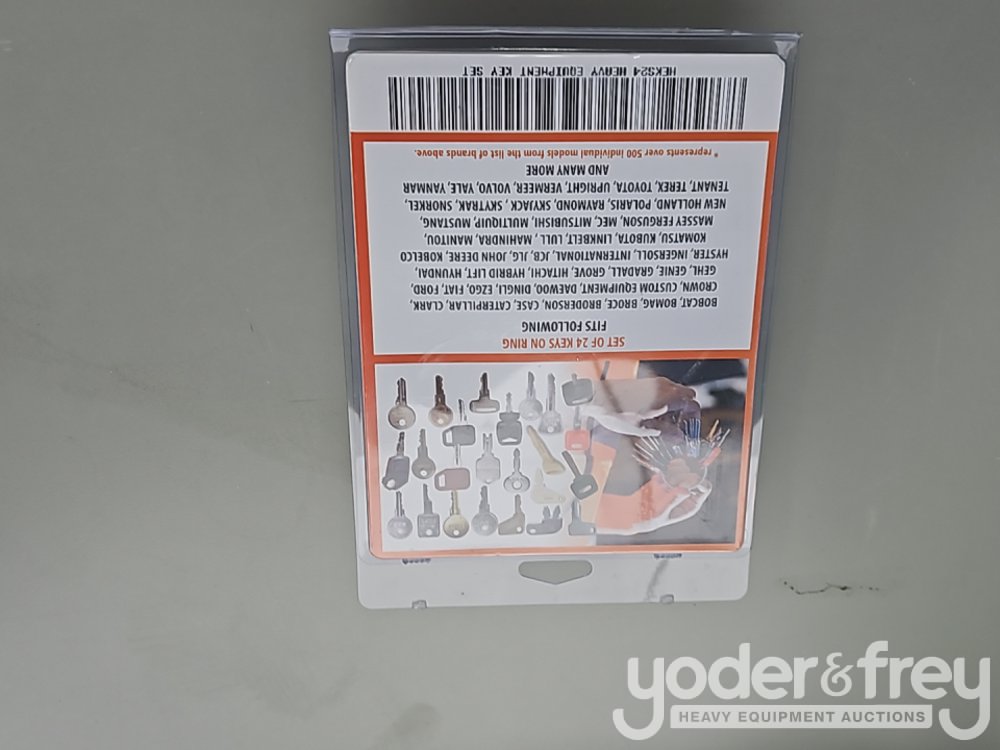 SET OF 24 KEYS ON RING
FITS FOLLOWING
BOBCAT, BOMAG, BROCE, BRODERSON, CASE, CATERPILLAR, CLARK,
CROWN, CUSTOM EQUIPMENT, DAEWOO, DINGLI, EZGO, FIAT, FORD,
GEHL, GENIE, GRADALL, GROVE, HITACHI, HYBRID LIFT, HYUNDAI,
HYSTER, INGERSOLL, INTERNATIONAL, JCB, JLG, JOHN DEERE, KOBELCO
KOMATSU, KUBOTA, LINKBELT, LULL , MAHINDRA, MANITOU,
MASSEY FERGUSON, MEC, MITSUBISHI, MULTIQUIP, MUSTANG,
NEW HOLLAND, POLARIS, RAYMOND, SKYJACK , SKYTRAK, SNORKEL,
TENANT, TEREX, TOYOTA, UPRIGHT, VERMEER, VOLVO, YALE, YANMAR
AND MANY MORE
* represents over 500 individual models from the list of brands above.
HEKS24 HEAVY EQUIPMENT KEY SET
yoder&frey
HEAVY EQUIPMENT AUCTIONS